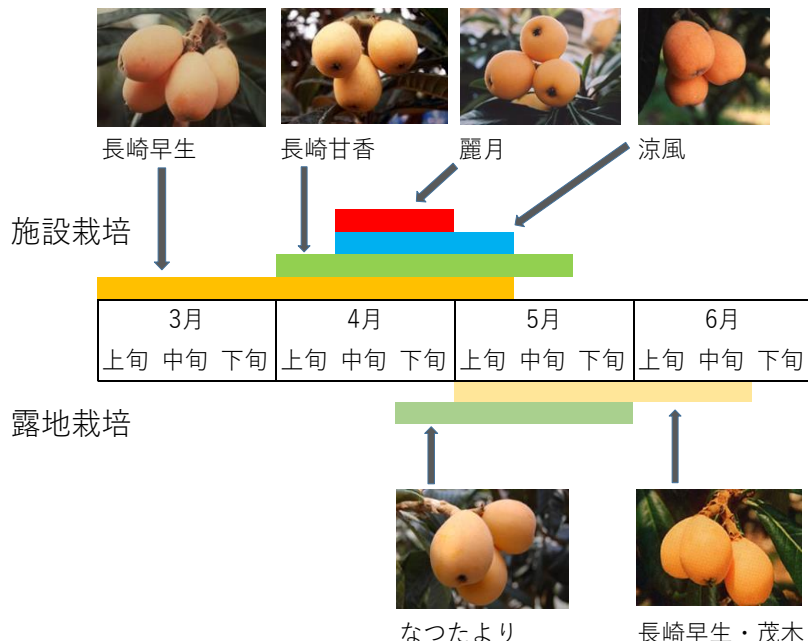 長崎早生 長崎甘香 麗月 涼風
施設栽培
3月 4月 5月 6月
上旬 中旬 下旬 上旬 中旬 下旬 上旬 中旬 下旬 上旬 中旬 下旬
露地栽培
なつたより 長崎早生・茂木